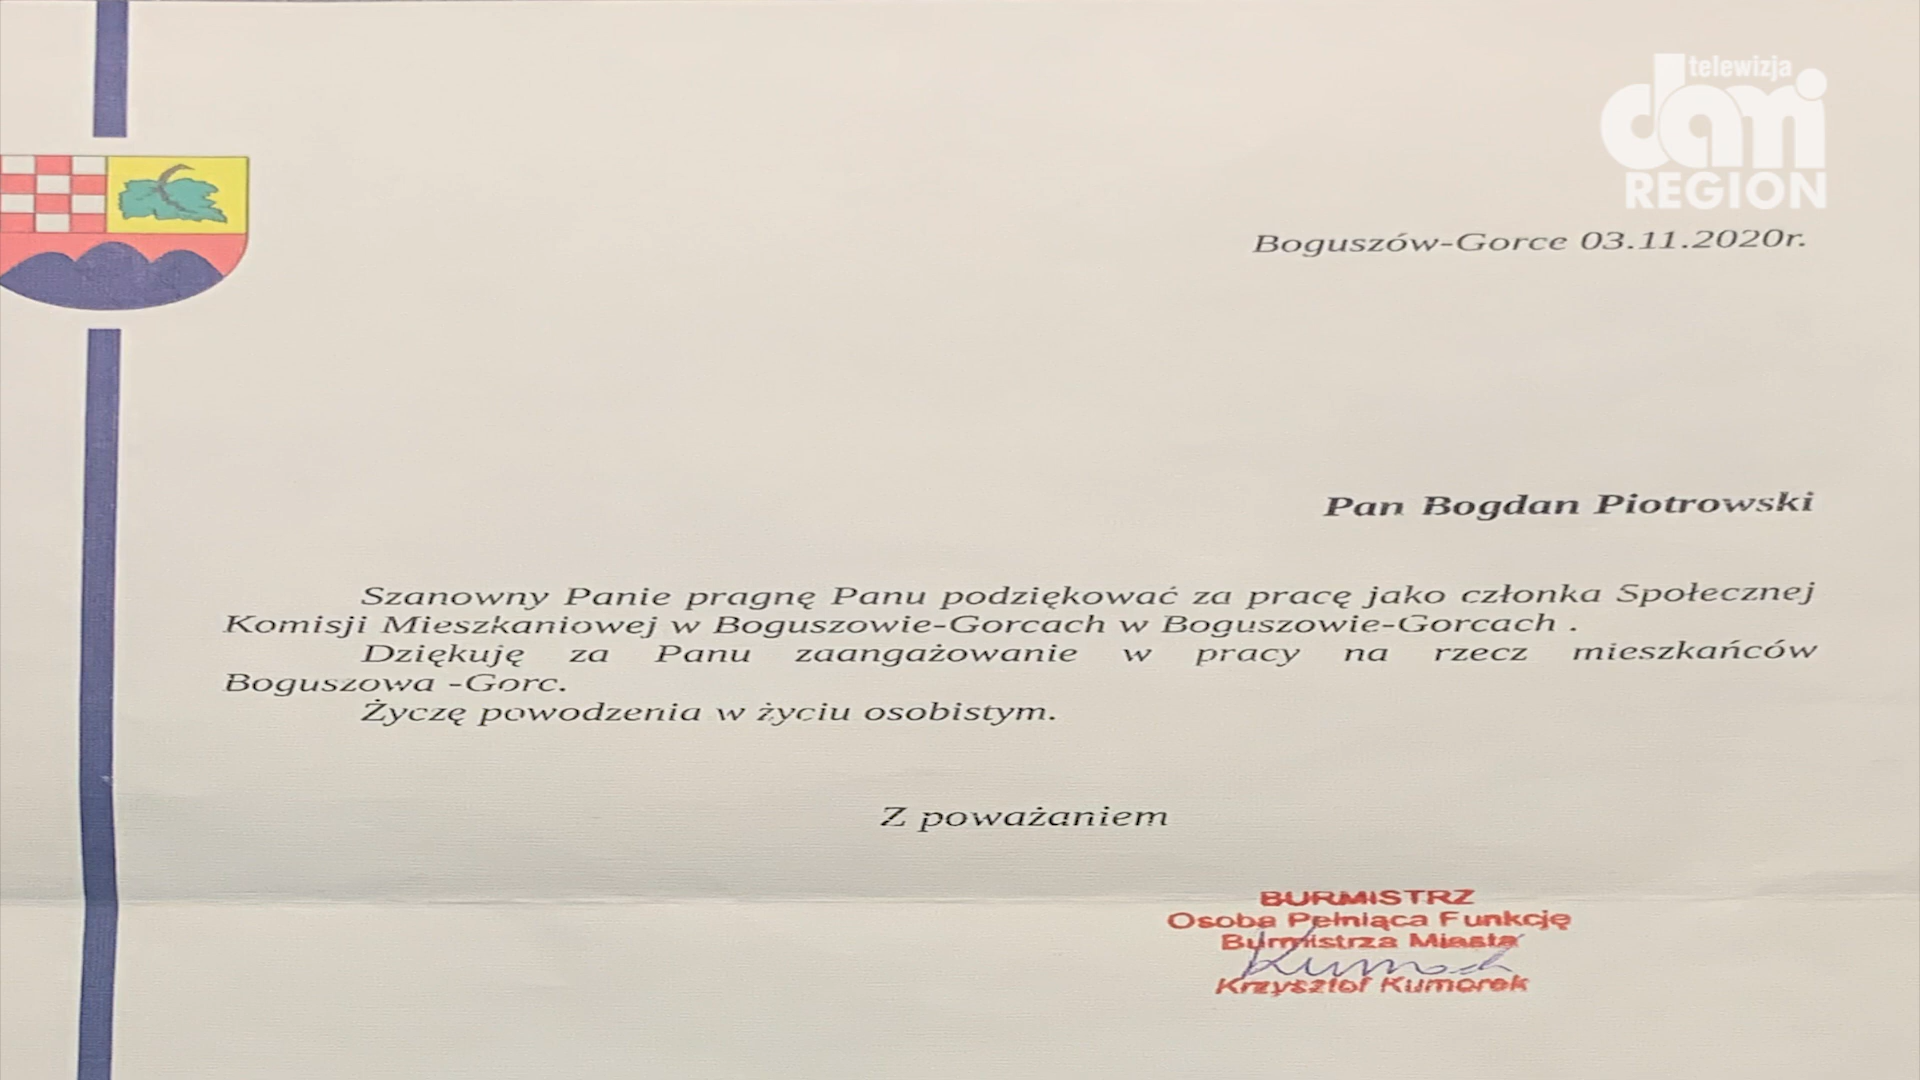 telewizja
dami
REGION
Boguszów-Gorce 03.11.2020r.
Pan Bogdan Piotrowski
Szanowny Panie pragnę Panu podziękować za pracę jako członka Społecznej
Komisji Mieszkaniowej w Boguszowie-Gorcach w Boguszowie-Gorcach .
Dziękuję za Panu zaangażowanie w pracy na rzecz mieszkańców
Boguszowa -Gorc.
Życzę powodzenia w życiu osobistym.
Z poważaniem
BURMISTRZ
Osoba Pełniąca Funkcję
Burmistrza Miasta
Krzysztof Kumorek